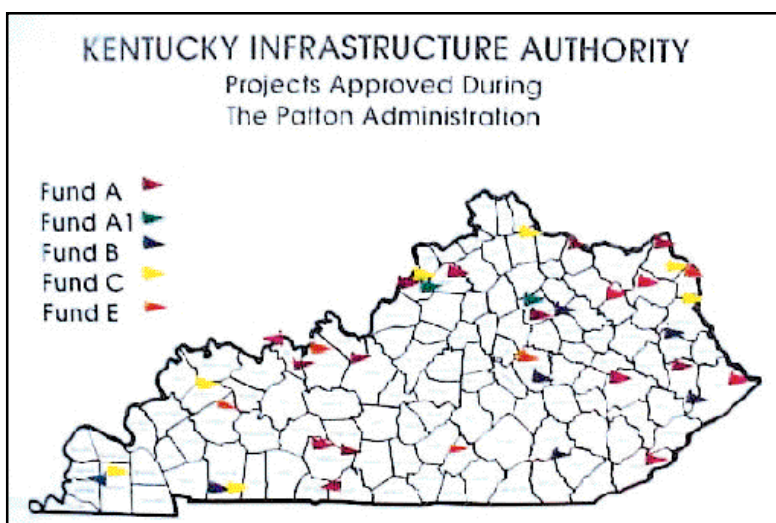 KENTUCKY INFRASTRUCTURE AUTHORITY
Projects Approved During
The Patton Administration
Fund A
Fund A1
Fund B
Fund C
Fund E